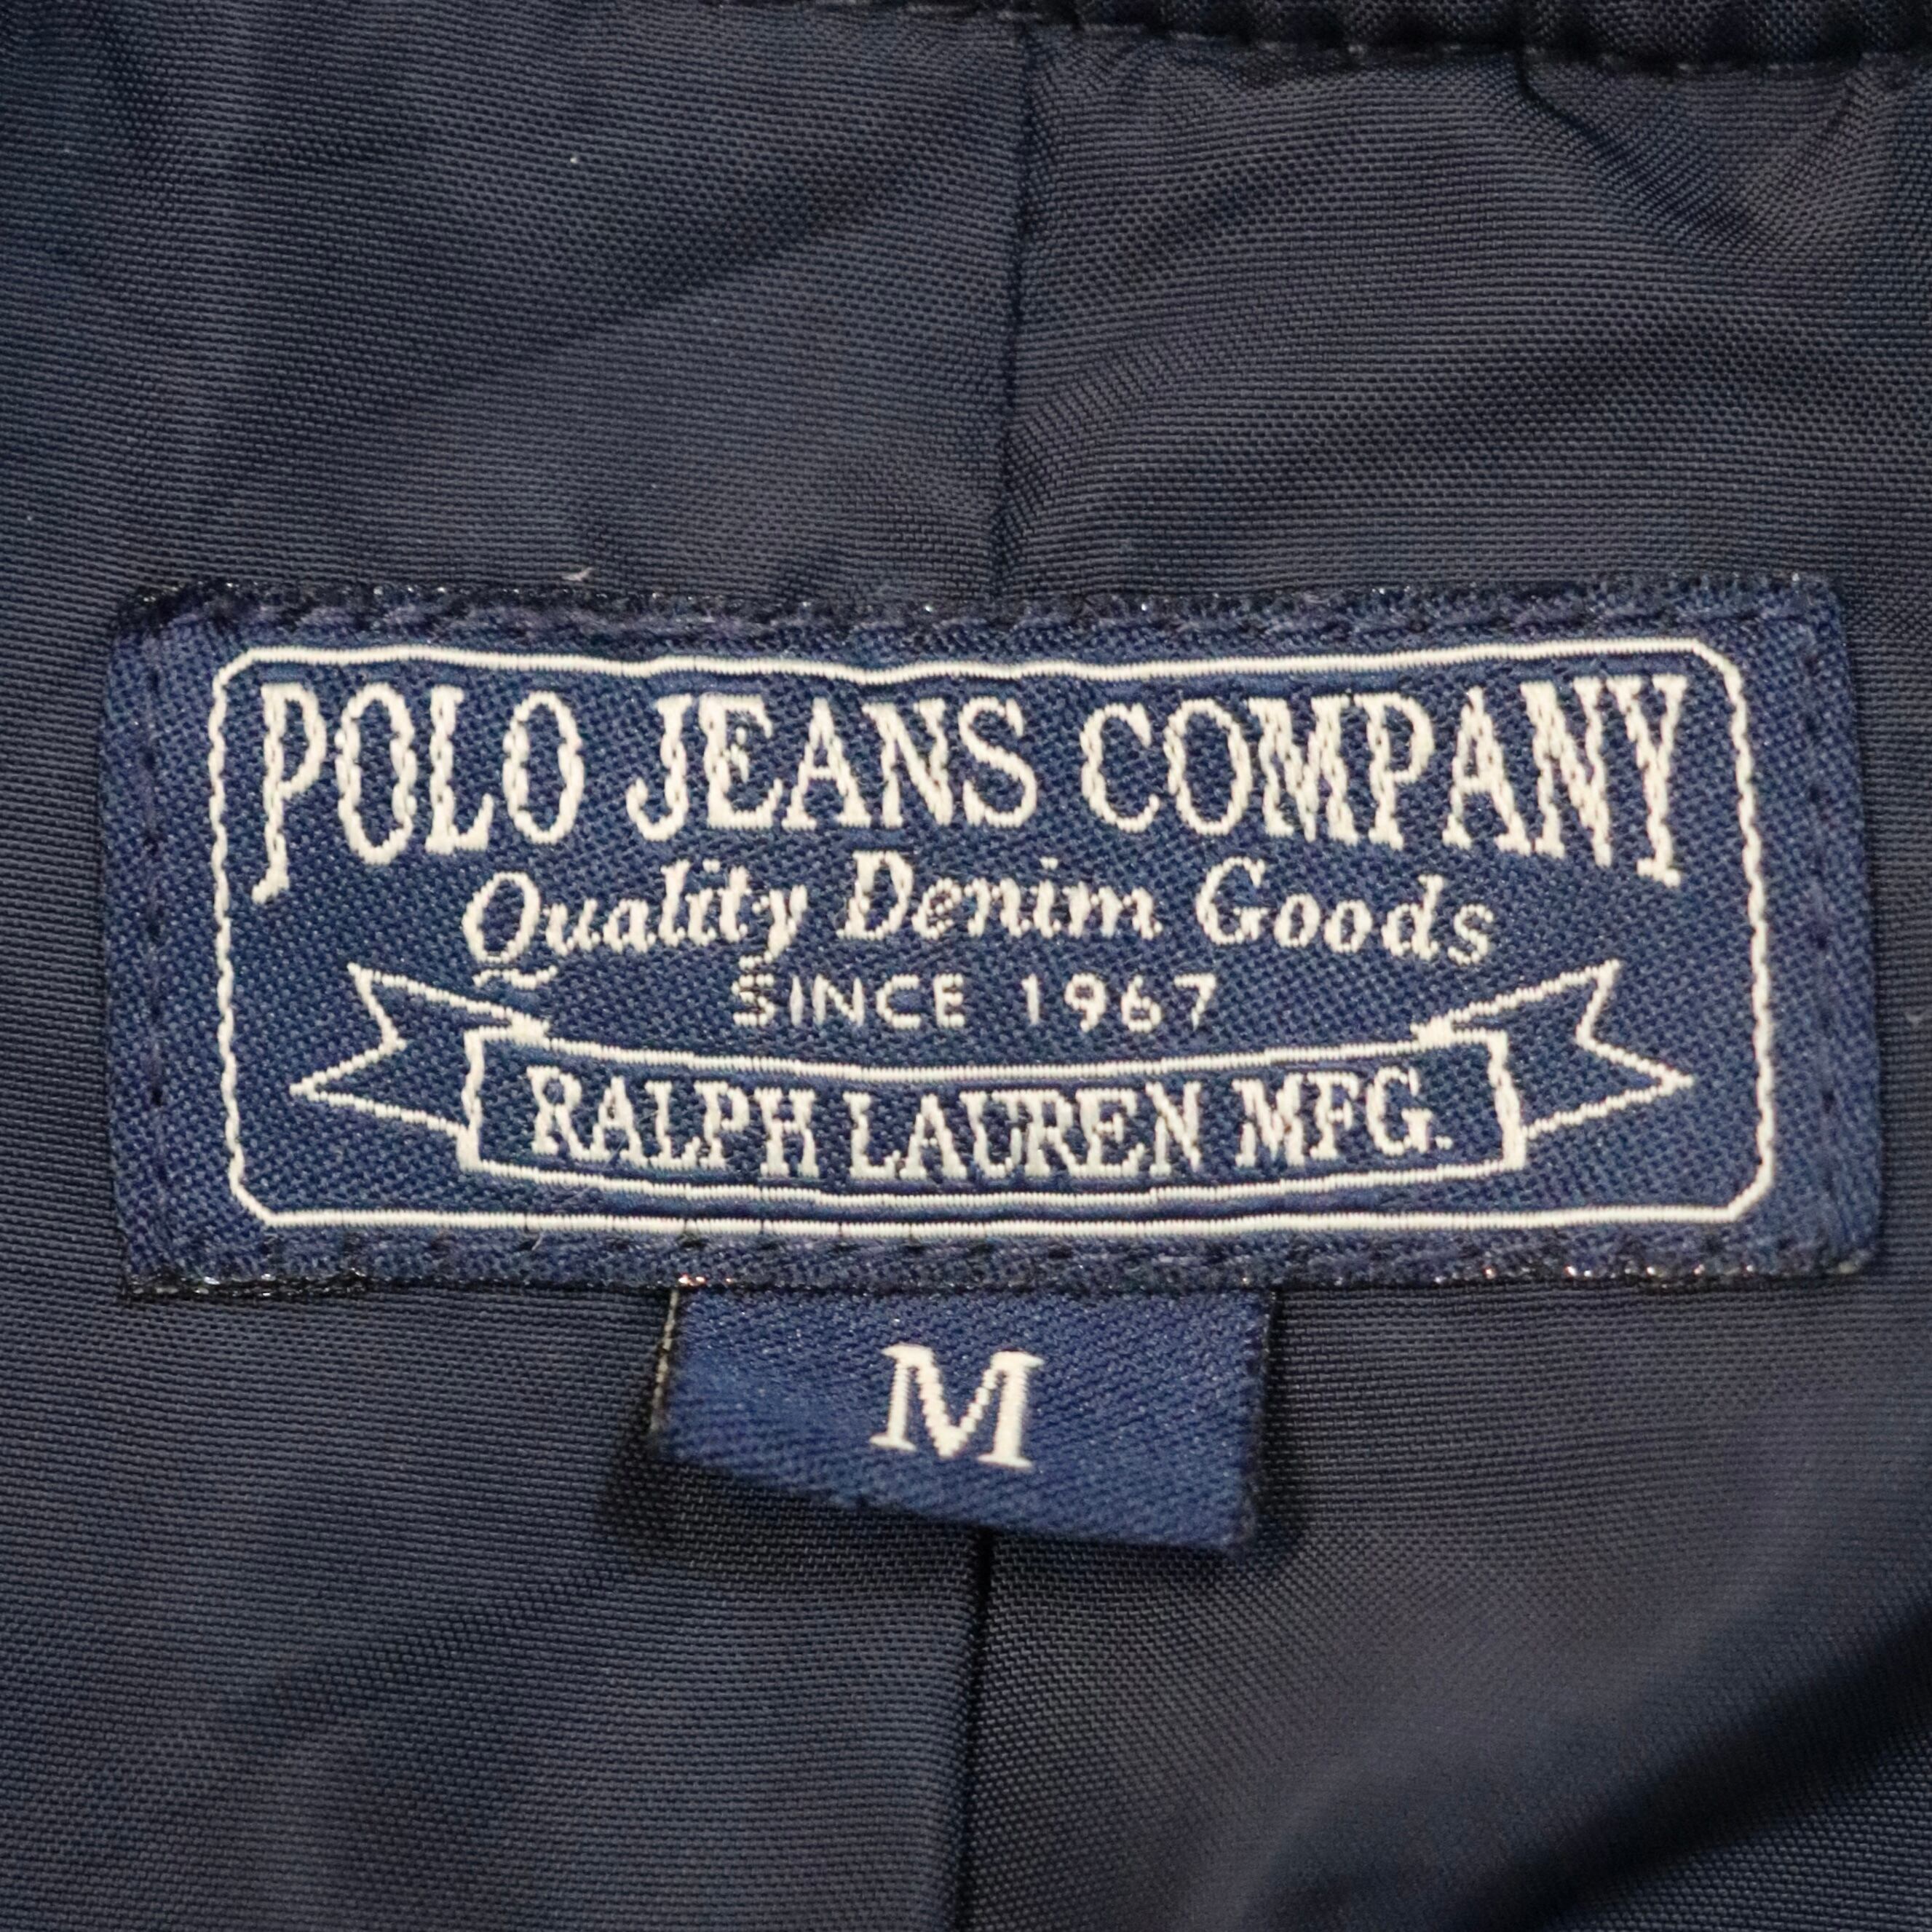 POLO JEANS COMPANY
Quality Denim Goods
SINCE 1967
RALPH LAUREN MFG.
M